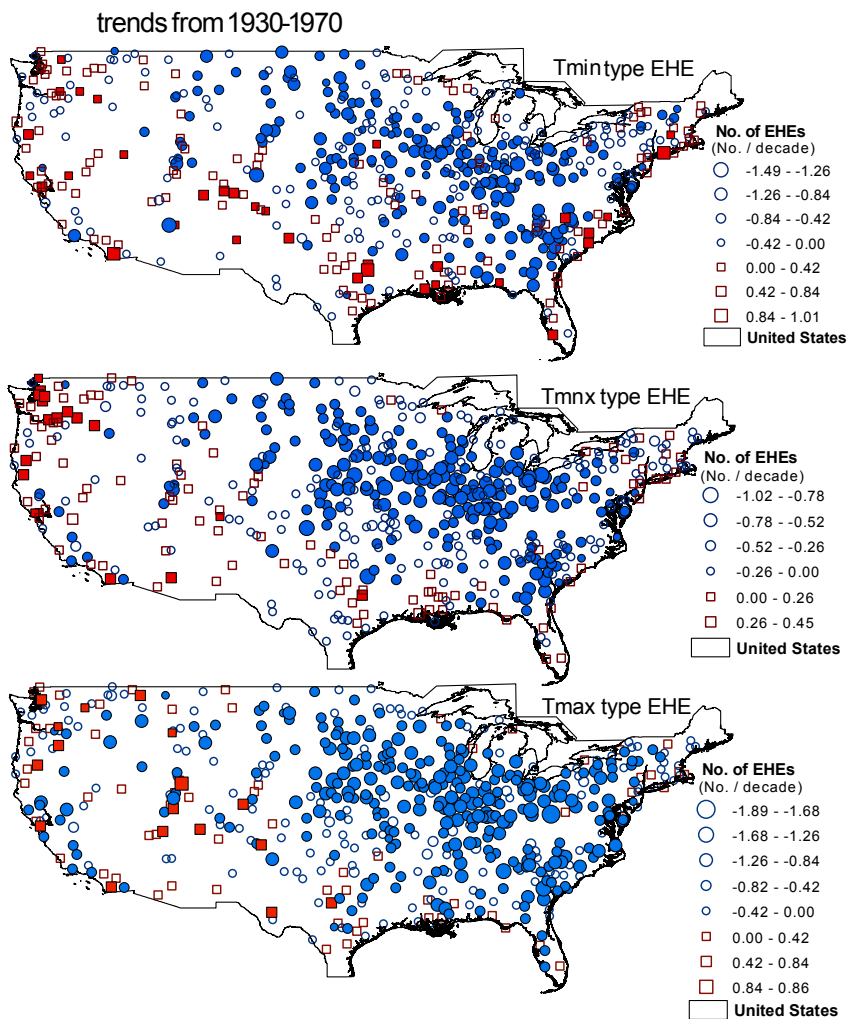 trends from 1930-1970
Tmin type EHE
No. of EHEs
(No. / decade)
-1.49 - -1.26
-1.26 - -0.84
-0.84 - -0.42
-0.42 - 0.00
0.00 - 0.42
0.42 - 0.84
0.84 - 1.01
United States
Tmnx type EHE
No. of EHEs
(No. / decade)
-1.02 - -0.78
-0.78 - -0.52
-0.52 - -0.26
-0.26 - 0.00
0.00 - 0.26
0.26 - 0.45
United States
Tmax type EHE
No. of EHEs
(No. / decade)
-1.89 - -1.68
-1.68 - -1.26
-1.26 - -0.84
-0.82 - -0.42
-0.42 - 0.00
0.00 - 0.42
0.42 - 0.84
0.84 - 0.86
United States